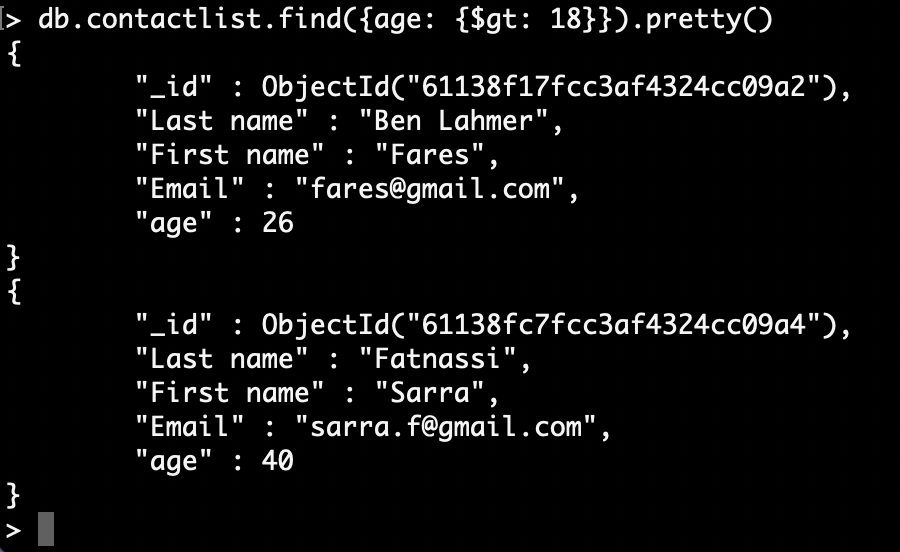 > db.contactlist.find({age: {$gt: 18}}).pretty()
{
        "_id" : ObjectId("61138f17fcc3af4324cc09a2"),
        "Last name" : "Ben Lahmer",
        "First name" : "Fares",
        "Email" : "fares@gmail.com",
        "age" : 26
}
{
        "_id" : ObjectId("61138fc7fcc3af4324cc09a4"),
        "Last name" : "Fatnassi",
        "First name" : "Sarra",
        "Email" : "sarra.f@gmail.com",
        "age" : 40
}
>